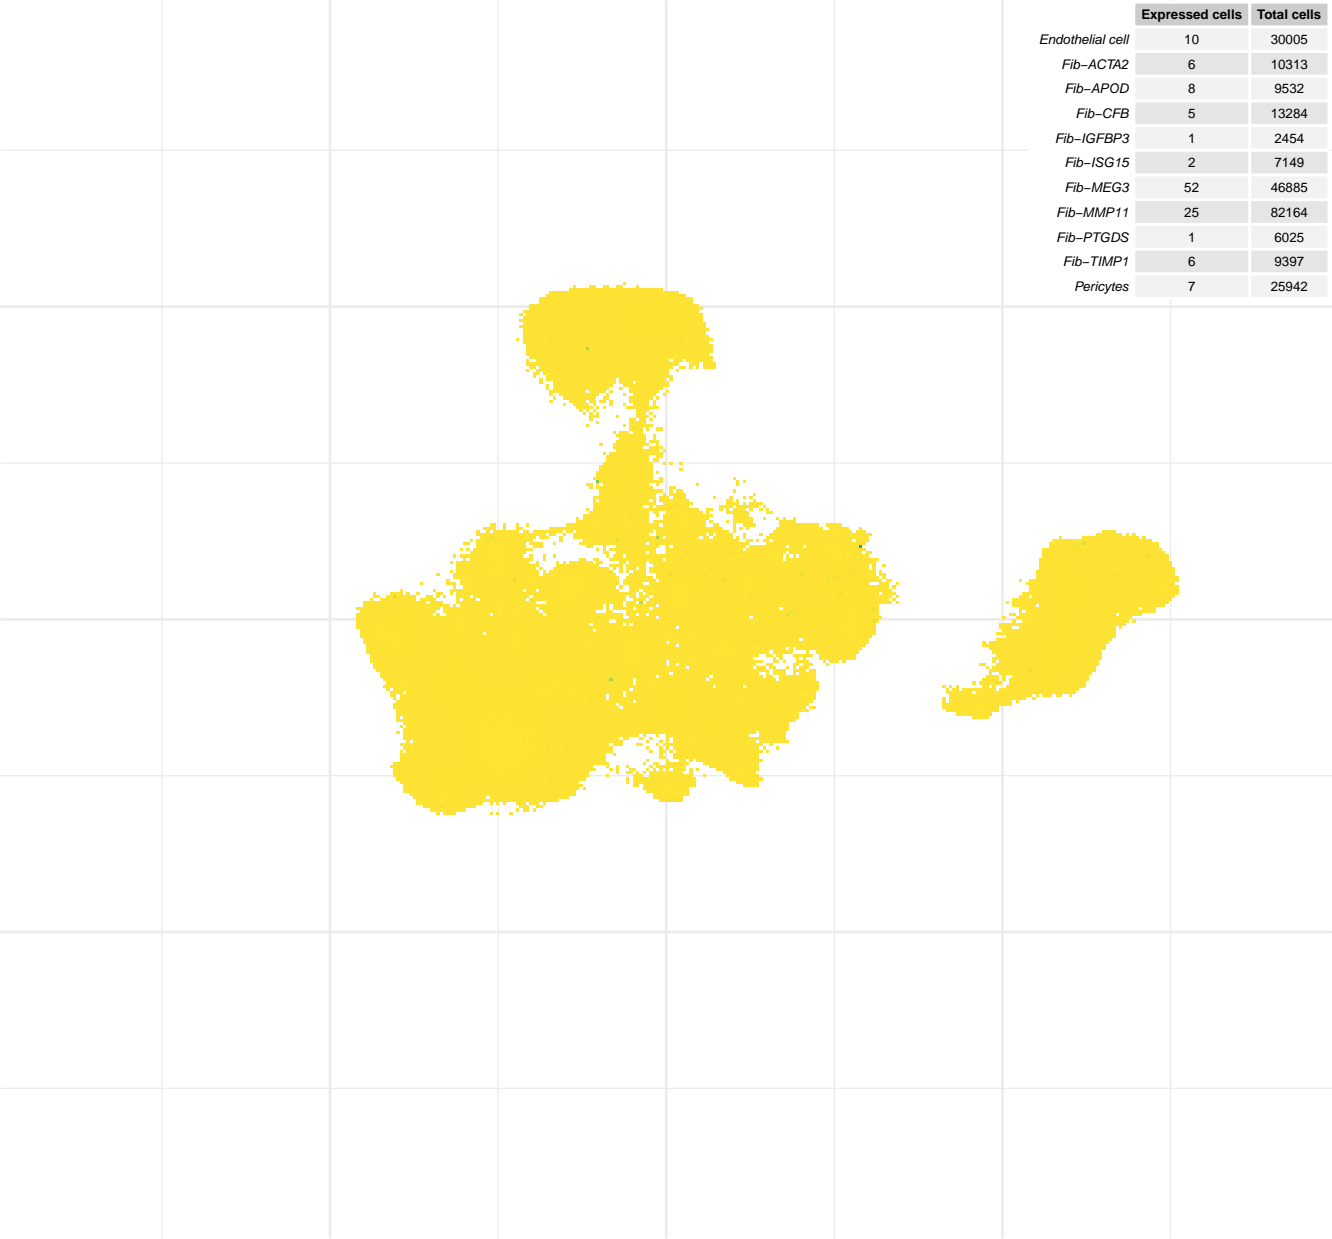 Expressed cells Total cells
Endothelial cell 10 30005
Fib−ACTA2 6 10313
Fib−APOD 8 9532
Fib−CFB 5 13284
Fib−IGFBP3 1 2454
Fib−ISG15 2 7149
Fib−MEG3 52 46885
Fib−MMP11 25 82164
Fib−PTGDS 1 6025
Fib−TIMP1 6 9397
Pericytes 7 25942